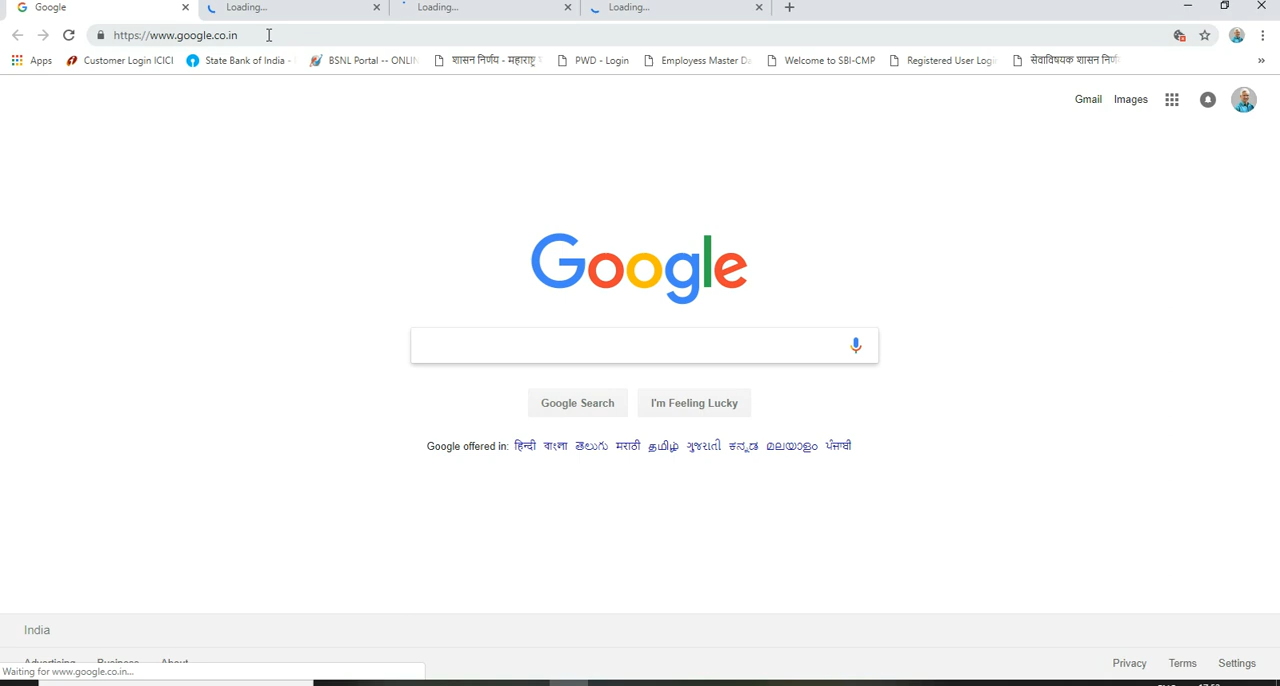 Google Loading... Loading... Loading...
https://www.google.co.in
Apps Customer Login ICICI State Bank of India - BSNL Portal -- ONLIN शासन निर्णय - महाराष्ट्र PWD - Login Employess Master Da Welcome to SBI-CMP Registered User Logi सेवाविषयक शासन निर्ण »
Gmail Images
Google
Google Search I'm Feeling Lucky
Google offered in: हिन्दी বাংলা తెలుగు मराठी தமிழ் ગુજરાતી ಕನ್ನಡ മലയാളം ਪੰਜਾਬੀ
India
Advertising Business About Privacy Terms Settings
Waiting for www.google.co.in...